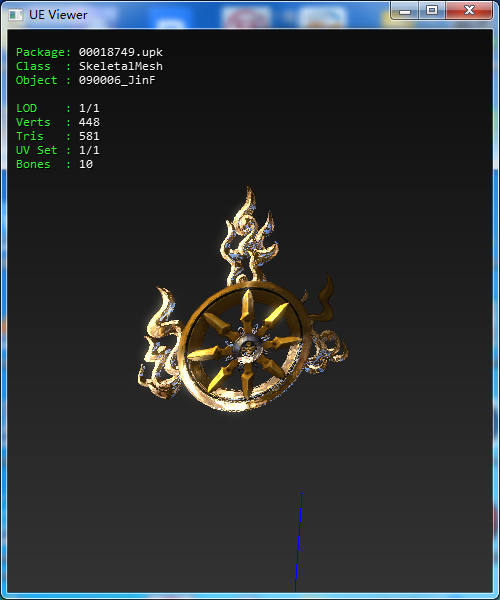 UE Viewer
Package: 00018749.upk
Class : SkeletalMesh
Object : 090006_JinF
LOD : 1/1
Verts : 448
Tris : 581
UV Set : 1/1
Bones : 10